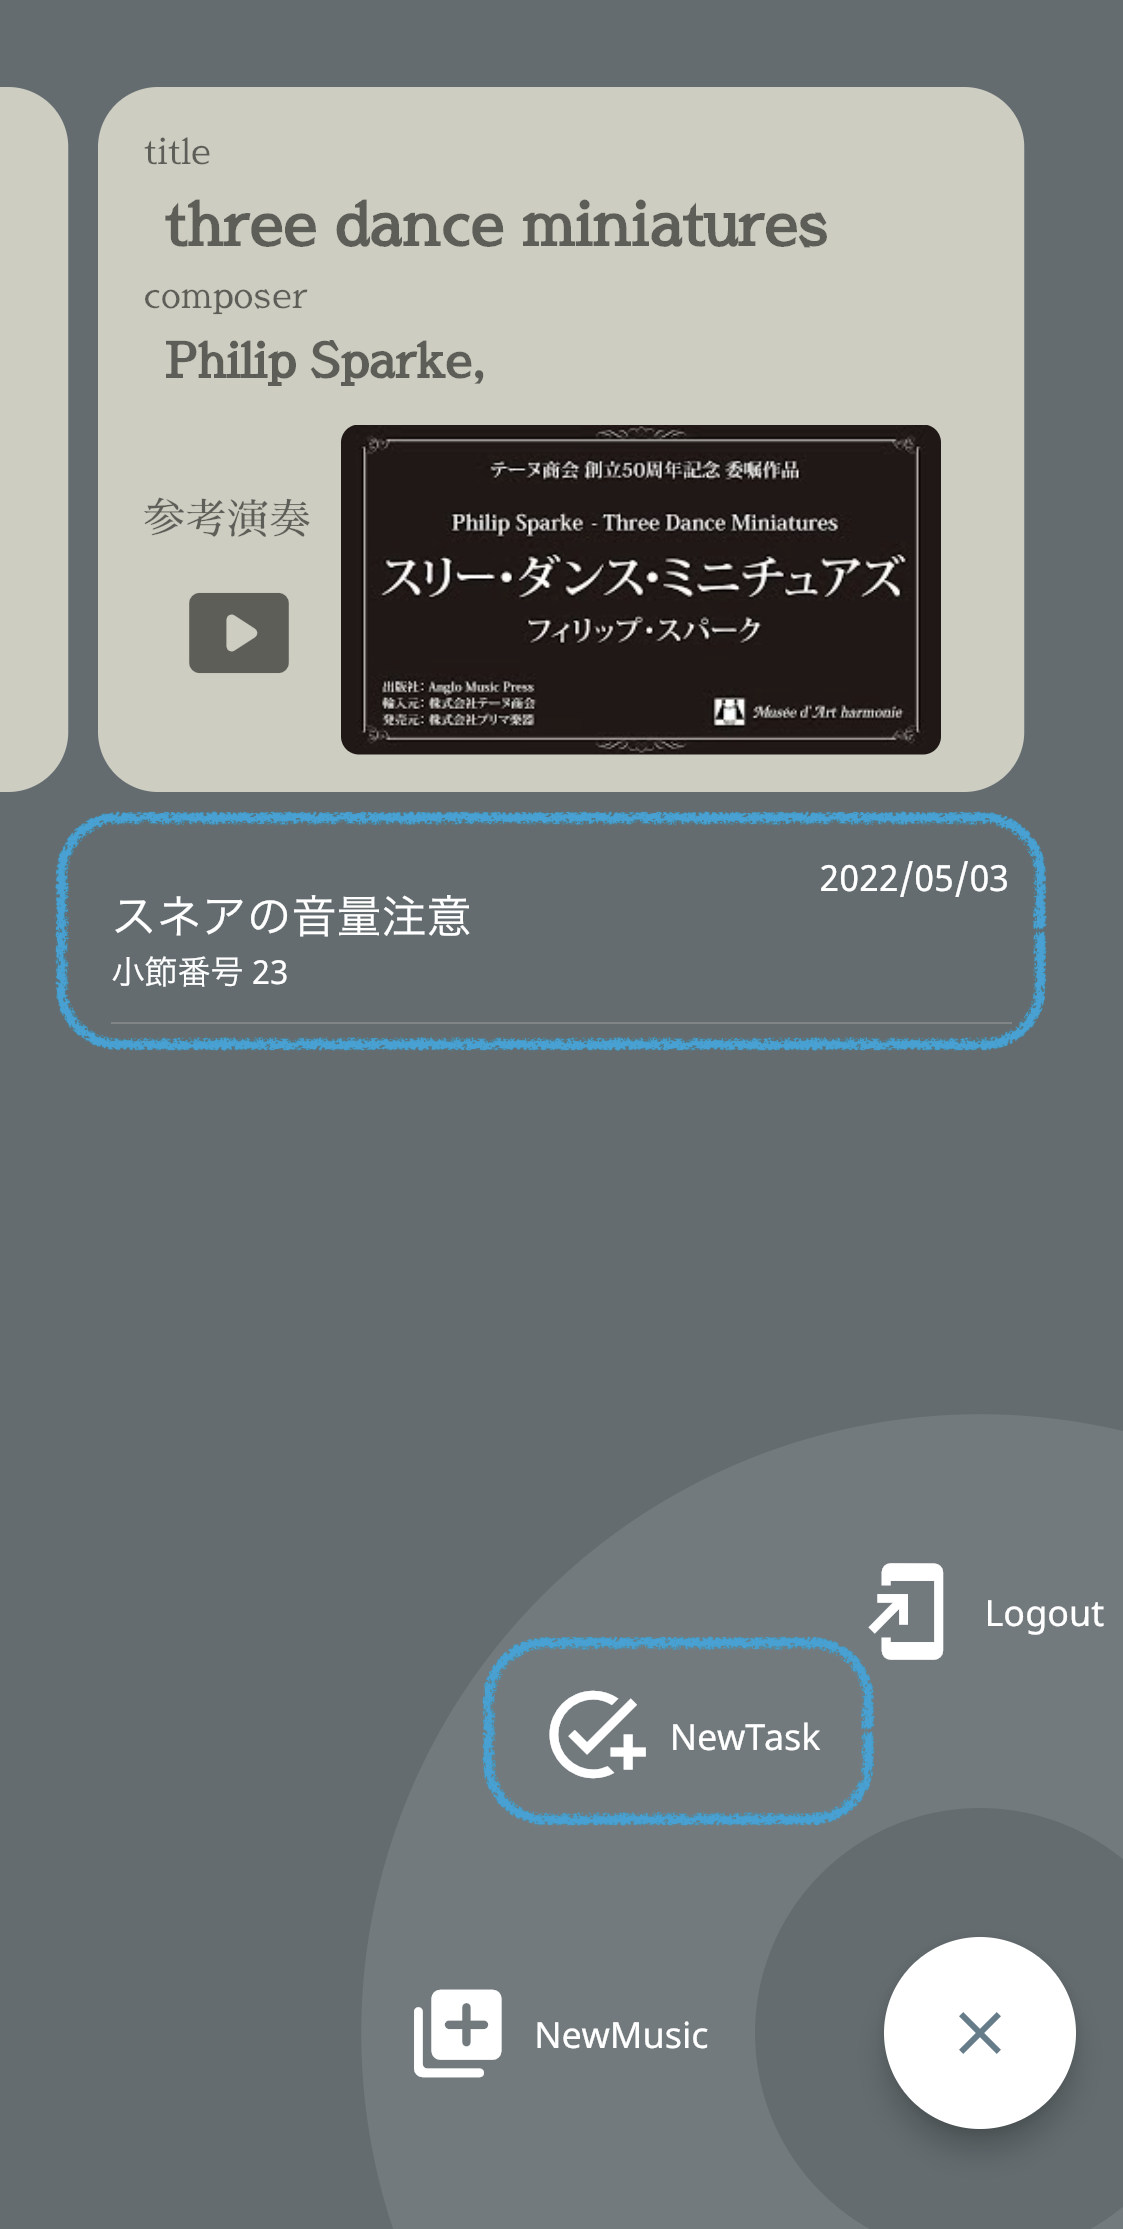 title
three dance miniatures
composer
Philip Sparke,
参考演奏
テーヌ商会 創立50周年記念 委嘱作品
Philip Sparke - Three Dance Miniatures
スリー・ダンス・ミニチュアズ
フィリップ・スパーク
出版社: Anglo Music Press
輸入元: 株式会社テーヌ商会
発売元: 株式会社プリマ楽器
Musée d'Art harmonie
2022/05/03
スネアの音量注意
小節番号 23
Logout
NewTask
NewMusic